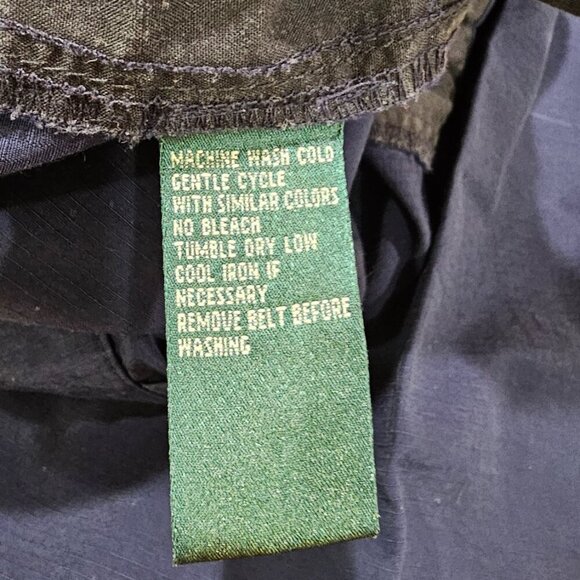 MACHINE WASH COLD
GENTLE CYCLE
WITH SIMILAR COLORS
NO BLEACH
TUMBLE DRY LOW
COOL IRON IF
NECESSARY
REMOVE BELT BEFORE
WASHING